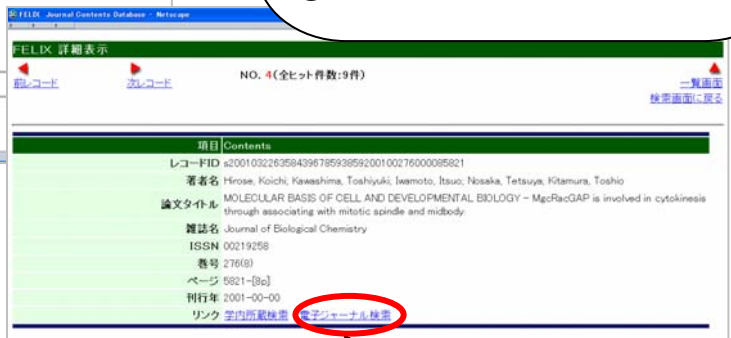 FELIX Journal Contents Database - Netscape
FELIX 詳細表示
前レコード
次レコード
NO. 4(全ヒット件数:9件)
一覧画面
検索画面に戻る
項目 Contents
レコードID s20010322635843967859385920010027600085821
著者名 Hirose, Koichi; Kawashima, Toshiyuki; Iwamoto, Itsuo; Nosaka, Tetsuya; Kitamura, Toshio
論文タイトル MOLECULAR BASIS OF CELL AND DEVELOPMENTAL BIOLOGY - MgcRacGAP is involved in cytokinesis
through associating with mitotic spindle and midbody
雑誌名 Journal of Biological Chemistry
ISSN 00219258
巻号 276(8)
ページ 5821-[8p]
刊行年 2001-00-00
リンク 学内所蔵検索 電子ジャーナル検索